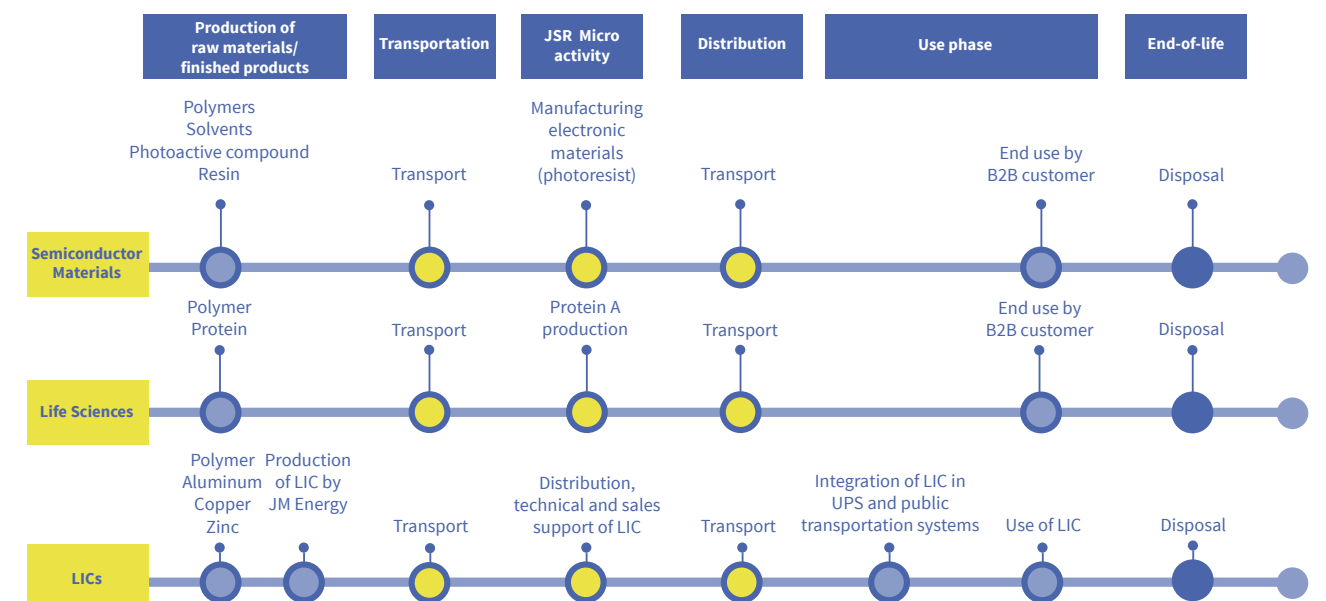 Production of
raw materials/
finished products
Transportation
JSR Micro
activity
Distribution
Use phase
End-of-life
Polymers
Solvents
Photoactive compound
Resin
Transport
Manufacturing
electronic
materials
(photoresist)
Transport
End use by
B2B customer
Disposal
Semiconductor
Materials
Polymer
Protein
Transport
Protein A
production
Transport
End use by
B2B customer
Disposal
Life Sciences
Polymer
Aluminum
Copper
Zinc
Production
of LIC by
JM Energy
Transport
Distribution,
technical and sales
support of LIC
Transport
Integration of LIC in
UPS and public
transportation systems
Use of LIC
Disposal
LICs